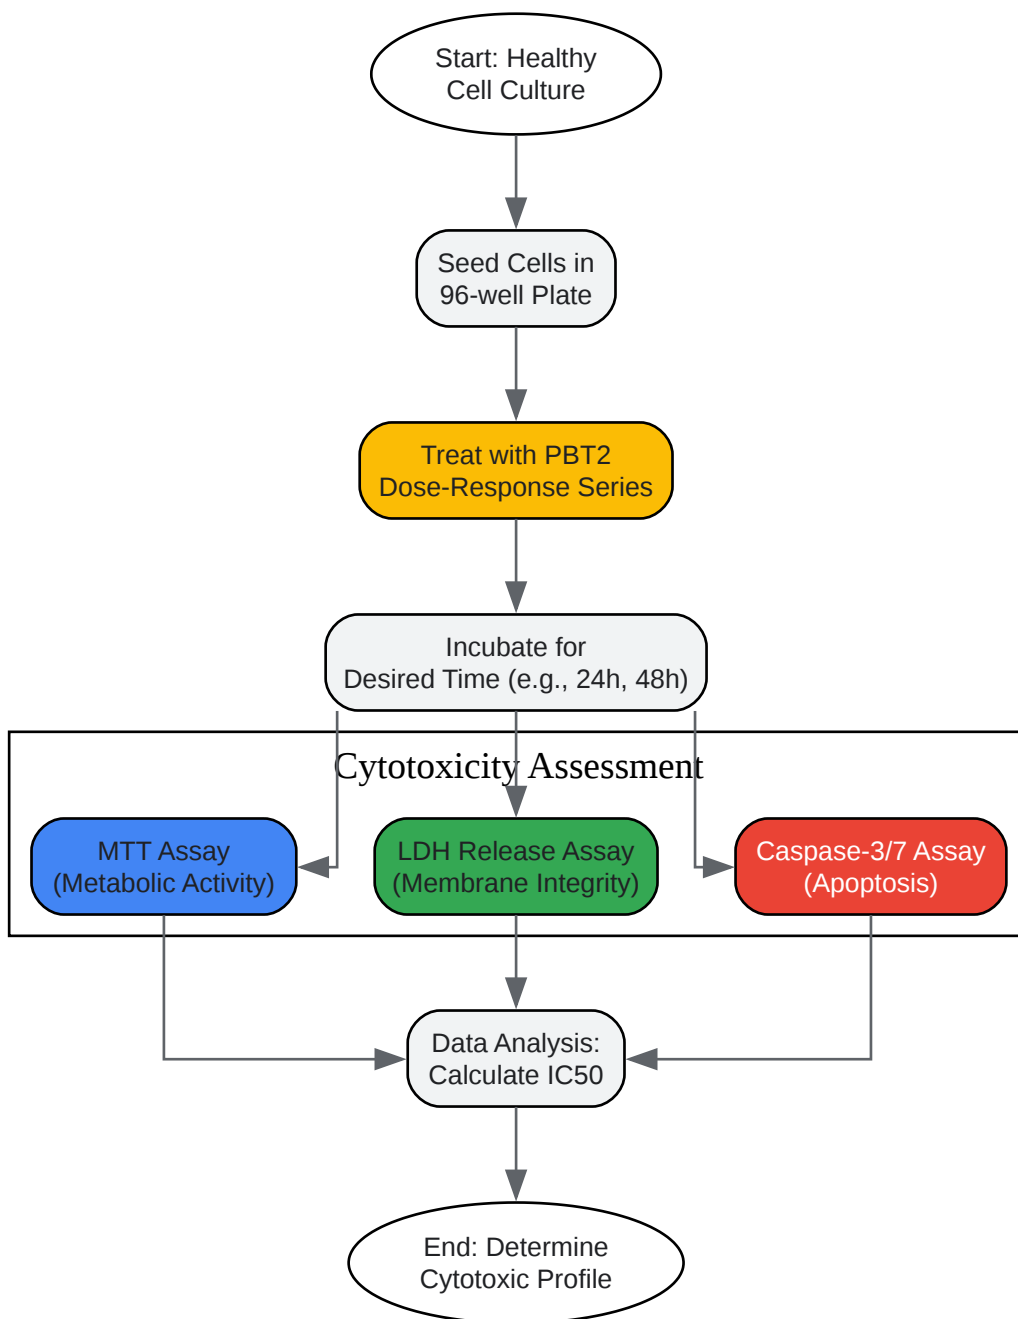 Start: Healthy
Cell Culture
Seed Cells in
96-well Plate
Treat with PBT2
Dose-Response Series
Incubate for
Desired Time (e.g., 24h, 48h)
Cytotoxicity Assessment
MTT Assay
(Metabolic Activity)
LDH Release Assay
(Membrane Integrity)
Caspase-3/7 Assay
(Apoptosis)
Data Analysis:
Calculate IC50
End: Determine
Cytotoxic Profile